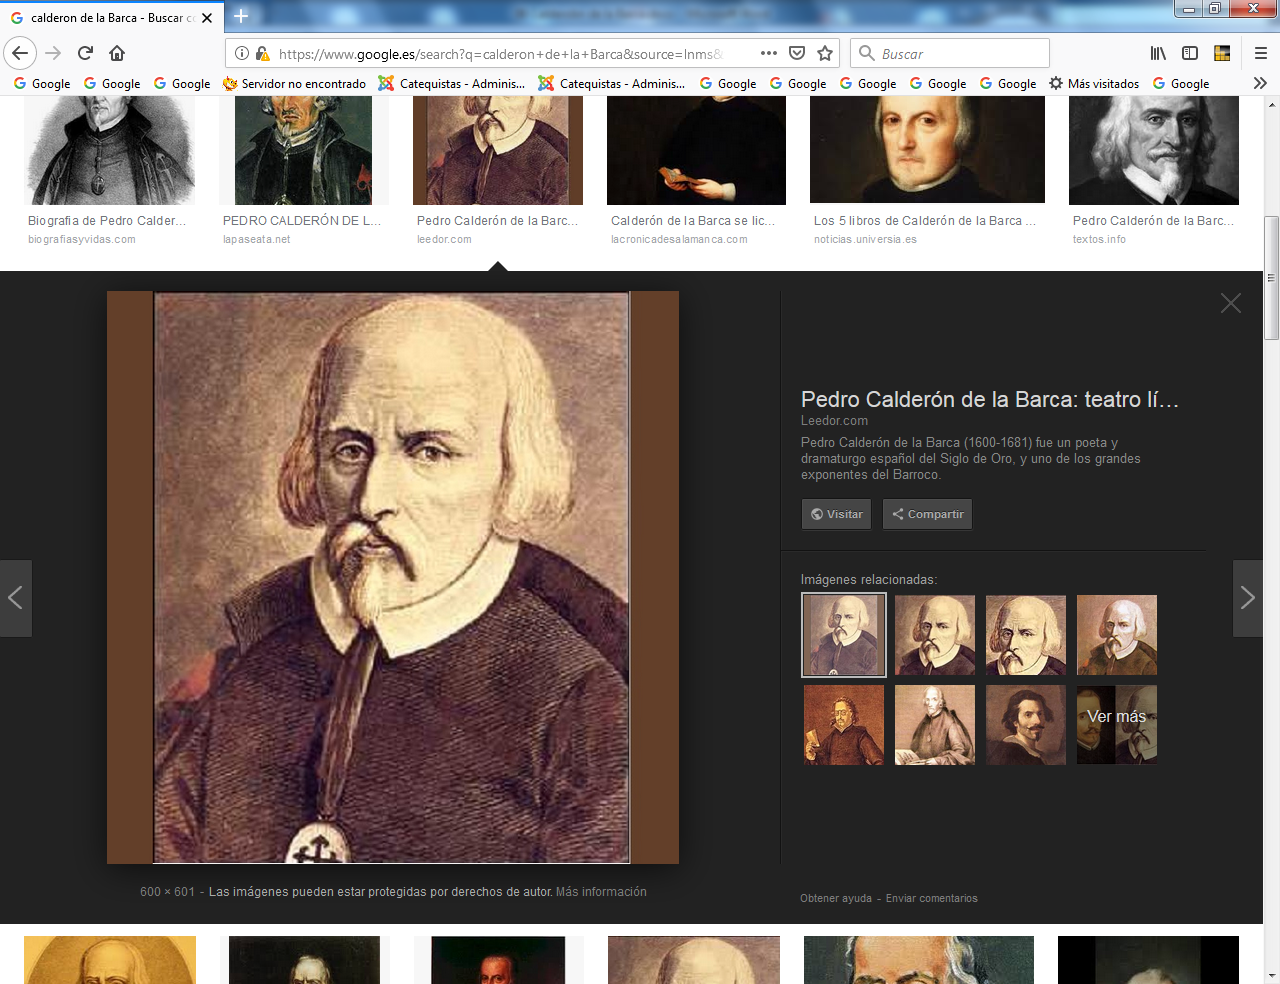 calderon de la Barca - Buscar co
https://www.google.es/search?q=calderon+de+la+Barca&source=lnms&
Buscar
Google
Google
Google
Servidor no encontrado
Catequistas - Adminis...
Catequistas - Adminis...
Google
Google
Google
Google
Google
Más visitados
Google
Biografia de Pedro Calder...
biografiasyvidas.com
PEDRO CALDERÓN DE L...
lapaseata.net
Pedro Calderón de la Barc...
leedor.com
Calderón de la Barca se lic...
lacronicadesalamanca.com
Los 5 libros de Calderón de la Barca ...
noticias.universia.es
Pedro Calderón de la Barc...
textos.info
Pedro Calderón de la Barca: teatro lí...
Leedor.com
Pedro Calderón de la Barca (1600-1681) fue un poeta y
dramaturgo español del Siglo de Oro, y uno de los grandes
exponentes del Barroco.
Visitar
Compartir
Imágenes relacionadas:
Ver más
600 × 601 - Las imágenes pueden estar protegidas por derechos de autor. Más información
Obtener ayuda - Enviar comentarios